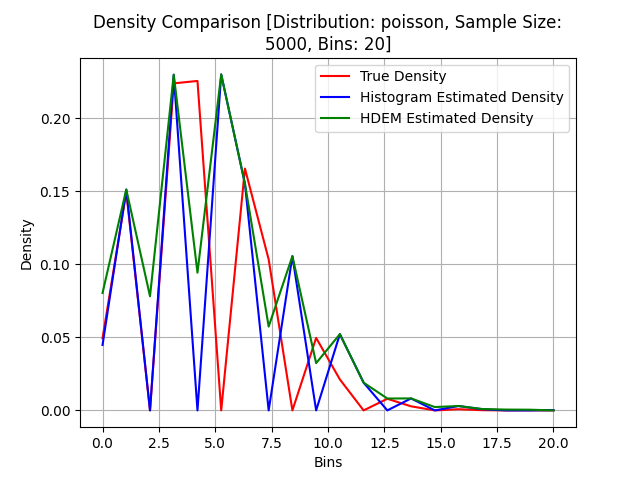 Density Comparison [Distribution: poisson, Sample Size:
5000, Bins: 20]
True Density
Histogram Estimated Density
HDEM Estimated Density
Density
0.20
0.15
0.10
0.05
0.00
0.0 2.5 5.0 7.5 10.0 12.5 15.0 17.5 20.0
Bins